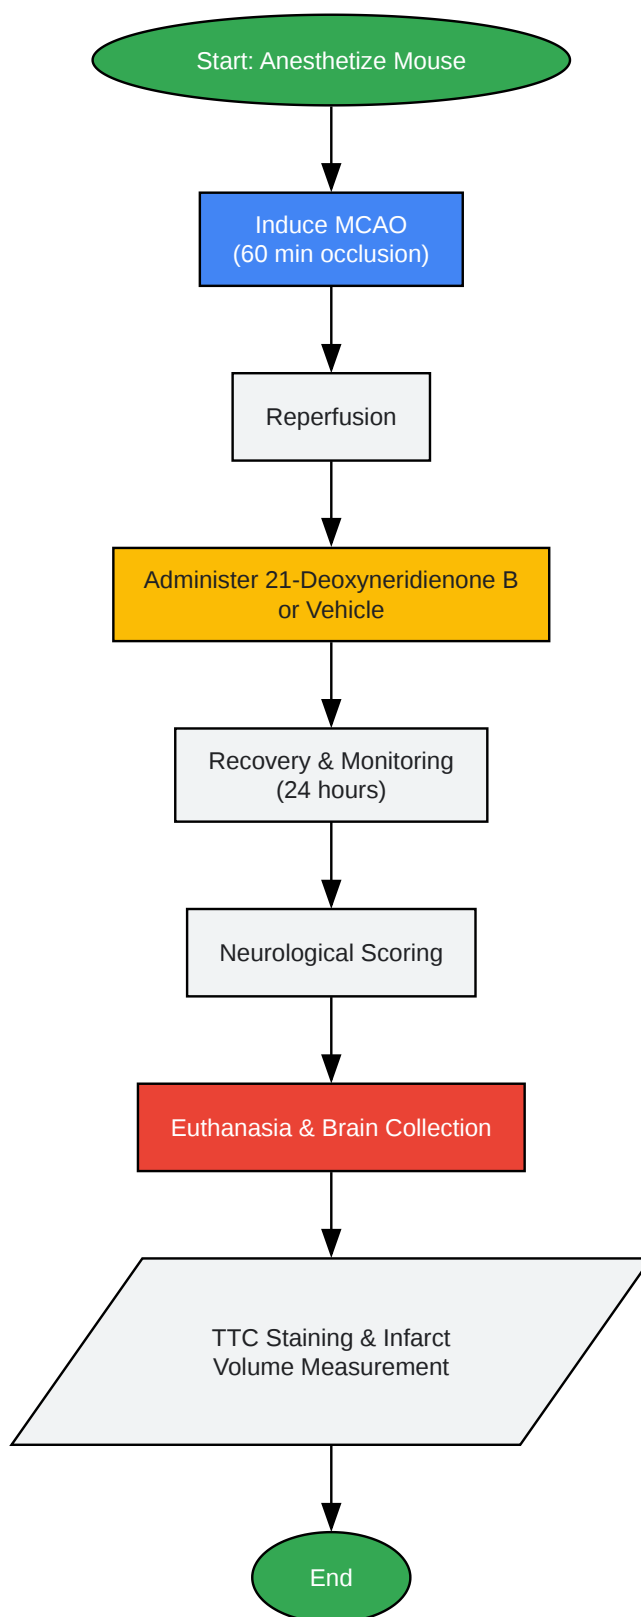 Start: Anesthetize Mouse
Induce MCAO
(60 min occlusion)
Reperfusion
Administer 21-Deoxyneridienone B
or Vehicle
Recovery & Monitoring
(24 hours)
Neurological Scoring
Euthanasia & Brain Collection
TTC Staining & Infarct
Volume Measurement
End